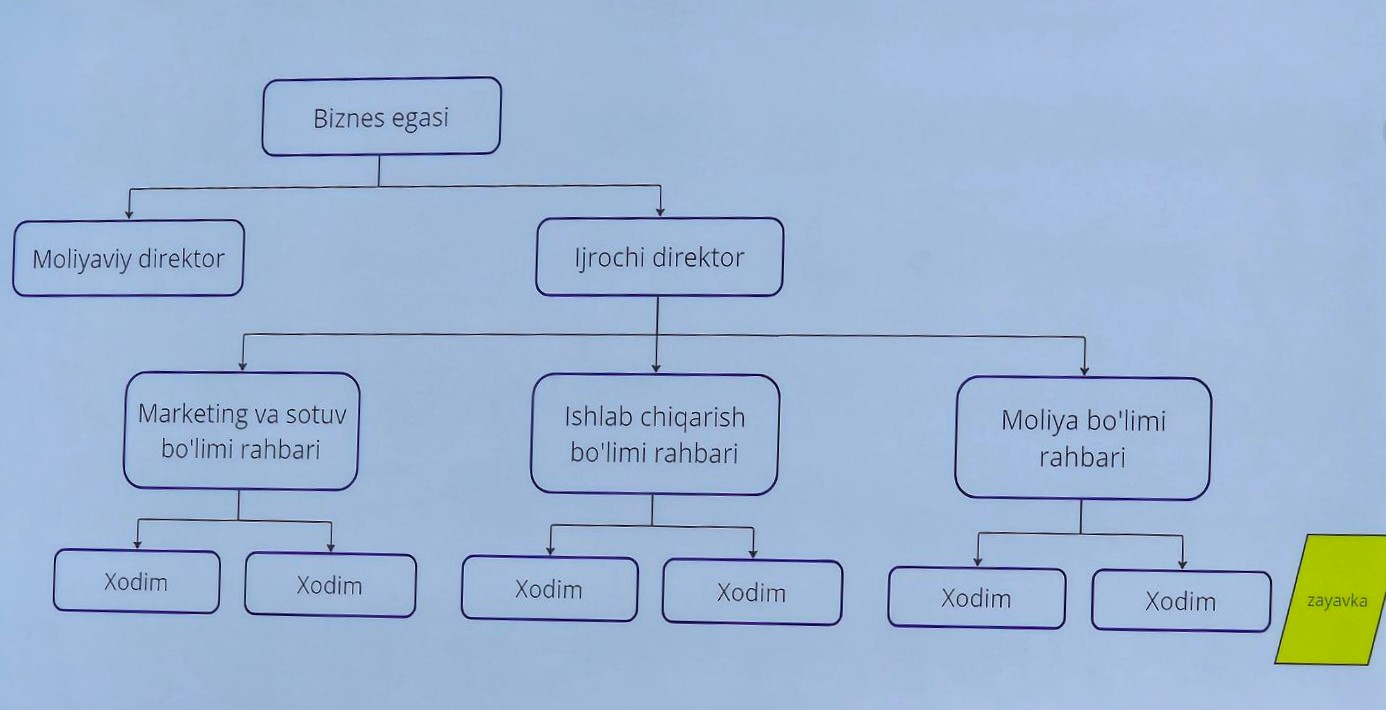 Biznes egasi
Moliyaviy direktor
Ijrochi direktor
Marketing va sotuv
bo'limi rahbari
Ishlab chiqarish
bo'limi rahbari
Moliya bo'limi
rahbari
Xodim
Xodim
Xodim
Xodim
Xodim
Xodim
zayavka